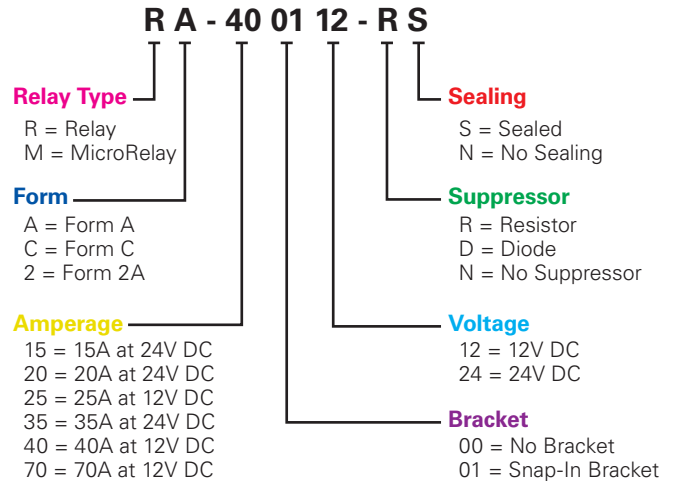 R A - 40 01 12 - R S
Relay Type
R = Relay
M = MicroRelay
Form
A = Form A
C = Form C
2 = Form 2A
Amperage
15 = 15A at 24V DC
20 = 20A at 24V DC
25 = 25A at 12V DC
35 = 35A at 24V DC
40 = 40A at 12V DC
70 = 70A at 12V DC
Sealing
S = Sealed
N = No Sealing
Suppressor
R = Resistor
D = Diode
N = No Suppressor
Voltage
12 = 12V DC
24 = 24V DC
Bracket
00 = No Bracket
01 = Snap-In Bracket